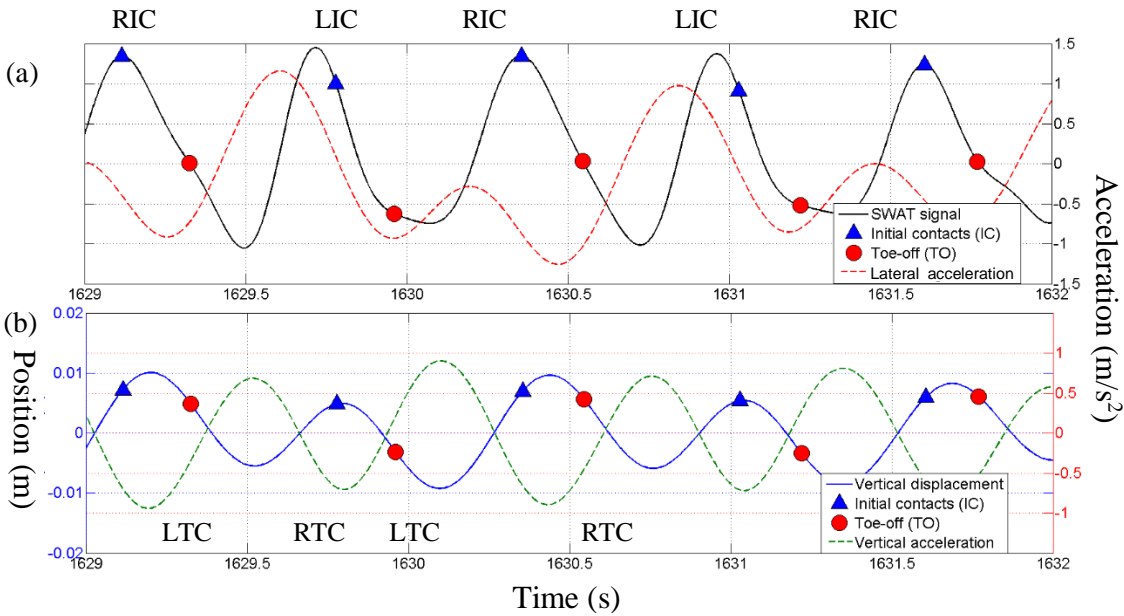 RIC LIC RIC LIC RIC
(a)
1.5
1
0.5
0
-0.5
-1
1.5
SWAT signal
Initial contacts (IC)
Toe-off (TO)
Lateral acceleration
1629 1629.5 1630 1630.5 1631 1631.5 1632
(b)
0.02
0.01
0
-0.01
-0.02
Position (m)
1
0.5
0
-0.5
-1
Acceleration (m/s²)
Vertical displacement
Initial contacts (IC)
Toe-off (TO)
Vertical acceleration
LTC RTC LTC RTC
1629 1629.5 1630 1630.5 1631 1631.5 1632
Time (s)